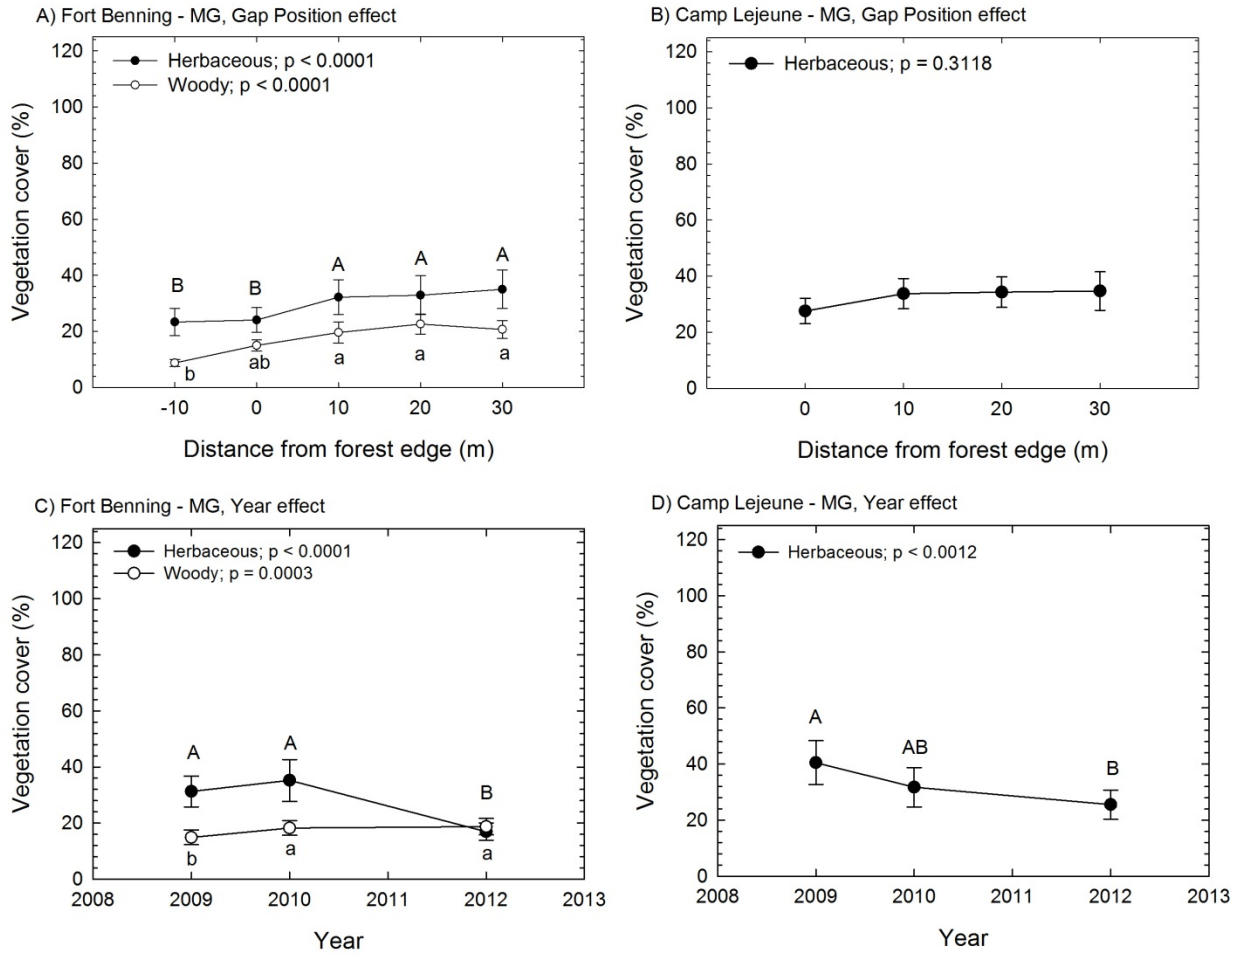 A) Fort Benning - MG, Gap Position effect
120
100
80
60
40
20
0
Vegetation cover (%)
Herbaceous; p < 0.0001
Woody; p < 0.0001
B
B
A
A
A
b
ab
a
a
a
-10 0 10 20 30
Distance from forest edge (m)
B) Camp Lejeune - MG, Gap Position effect
120
100
80
60
40
20
0
Vegetation cover (%)
Herbaceous; p = 0.3118
0 10 20 30
Distance from forest edge (m)
C) Fort Benning - MG, Year effect
120
100
80
60
40
20
0
Vegetation cover (%)
Herbaceous; p < 0.0001
Woody; p = 0.0003
A
A
B
b
a
a
2008 2009 2010 2011 2012 2013
Year
D) Camp Lejeune - MG, Year effect
120
100
80
60
40
20
0
Vegetation cover (%)
Herbaceous; p < 0.0012
A
AB
B
2008 2009 2010 2011 2012 2013
Year